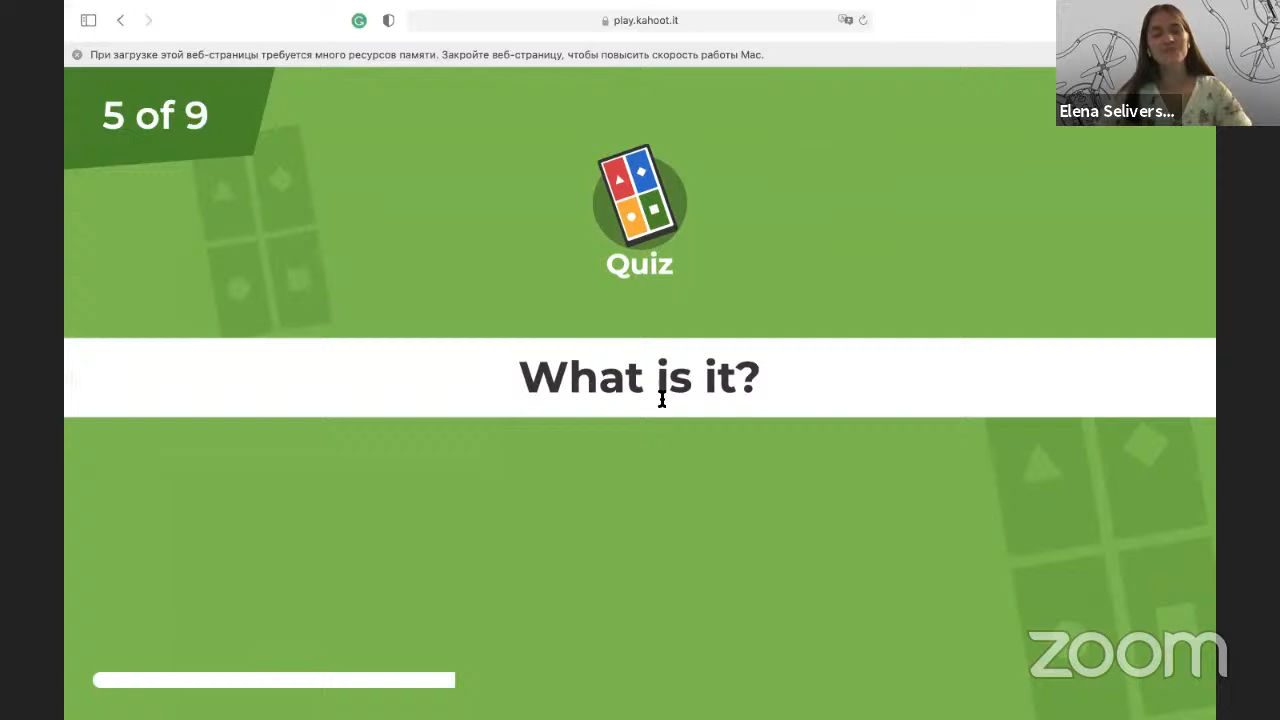 play.kahoot.it
При загрузке этой веб-страницы требуется много ресурсов памяти. Закройте веб-страницу, чтобы повысить скорость работы Mac.
5 of 9
Elena Selivers...
Quiz
What is it?
zoom